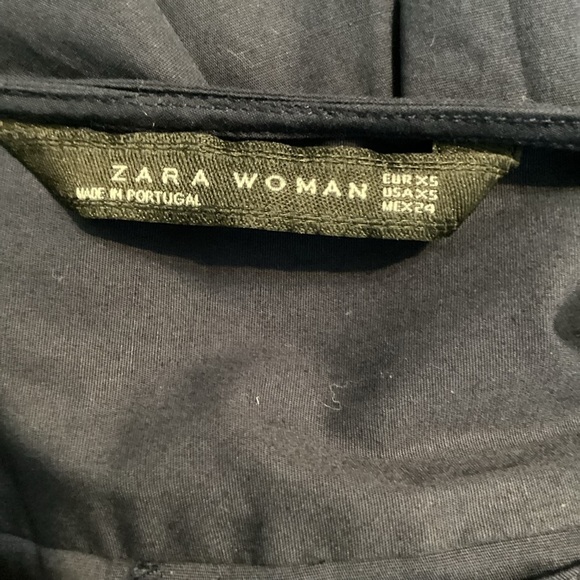 ZARA WOMAN
MADE IN PORTUGAL
EUR XS
USA XS
MEX 24